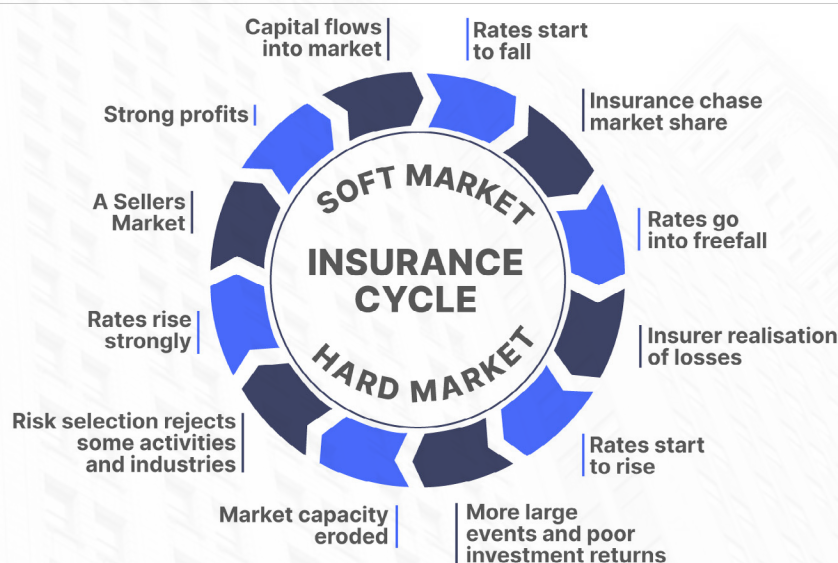 Capital flows
into market
Rates start
to fall
Insurance chase
market share
Rates go
into freefall
Insurer realisation
of losses
Rates start
to rise
More large
events and poor
investment returns
Market capacity
eroded
Risk selection rejects
some activities
and industries
Rates rise
strongly
A Sellers
Market
Strong profits
SOFT MARKET
INSURANCE
CYCLE
HARD MARKET